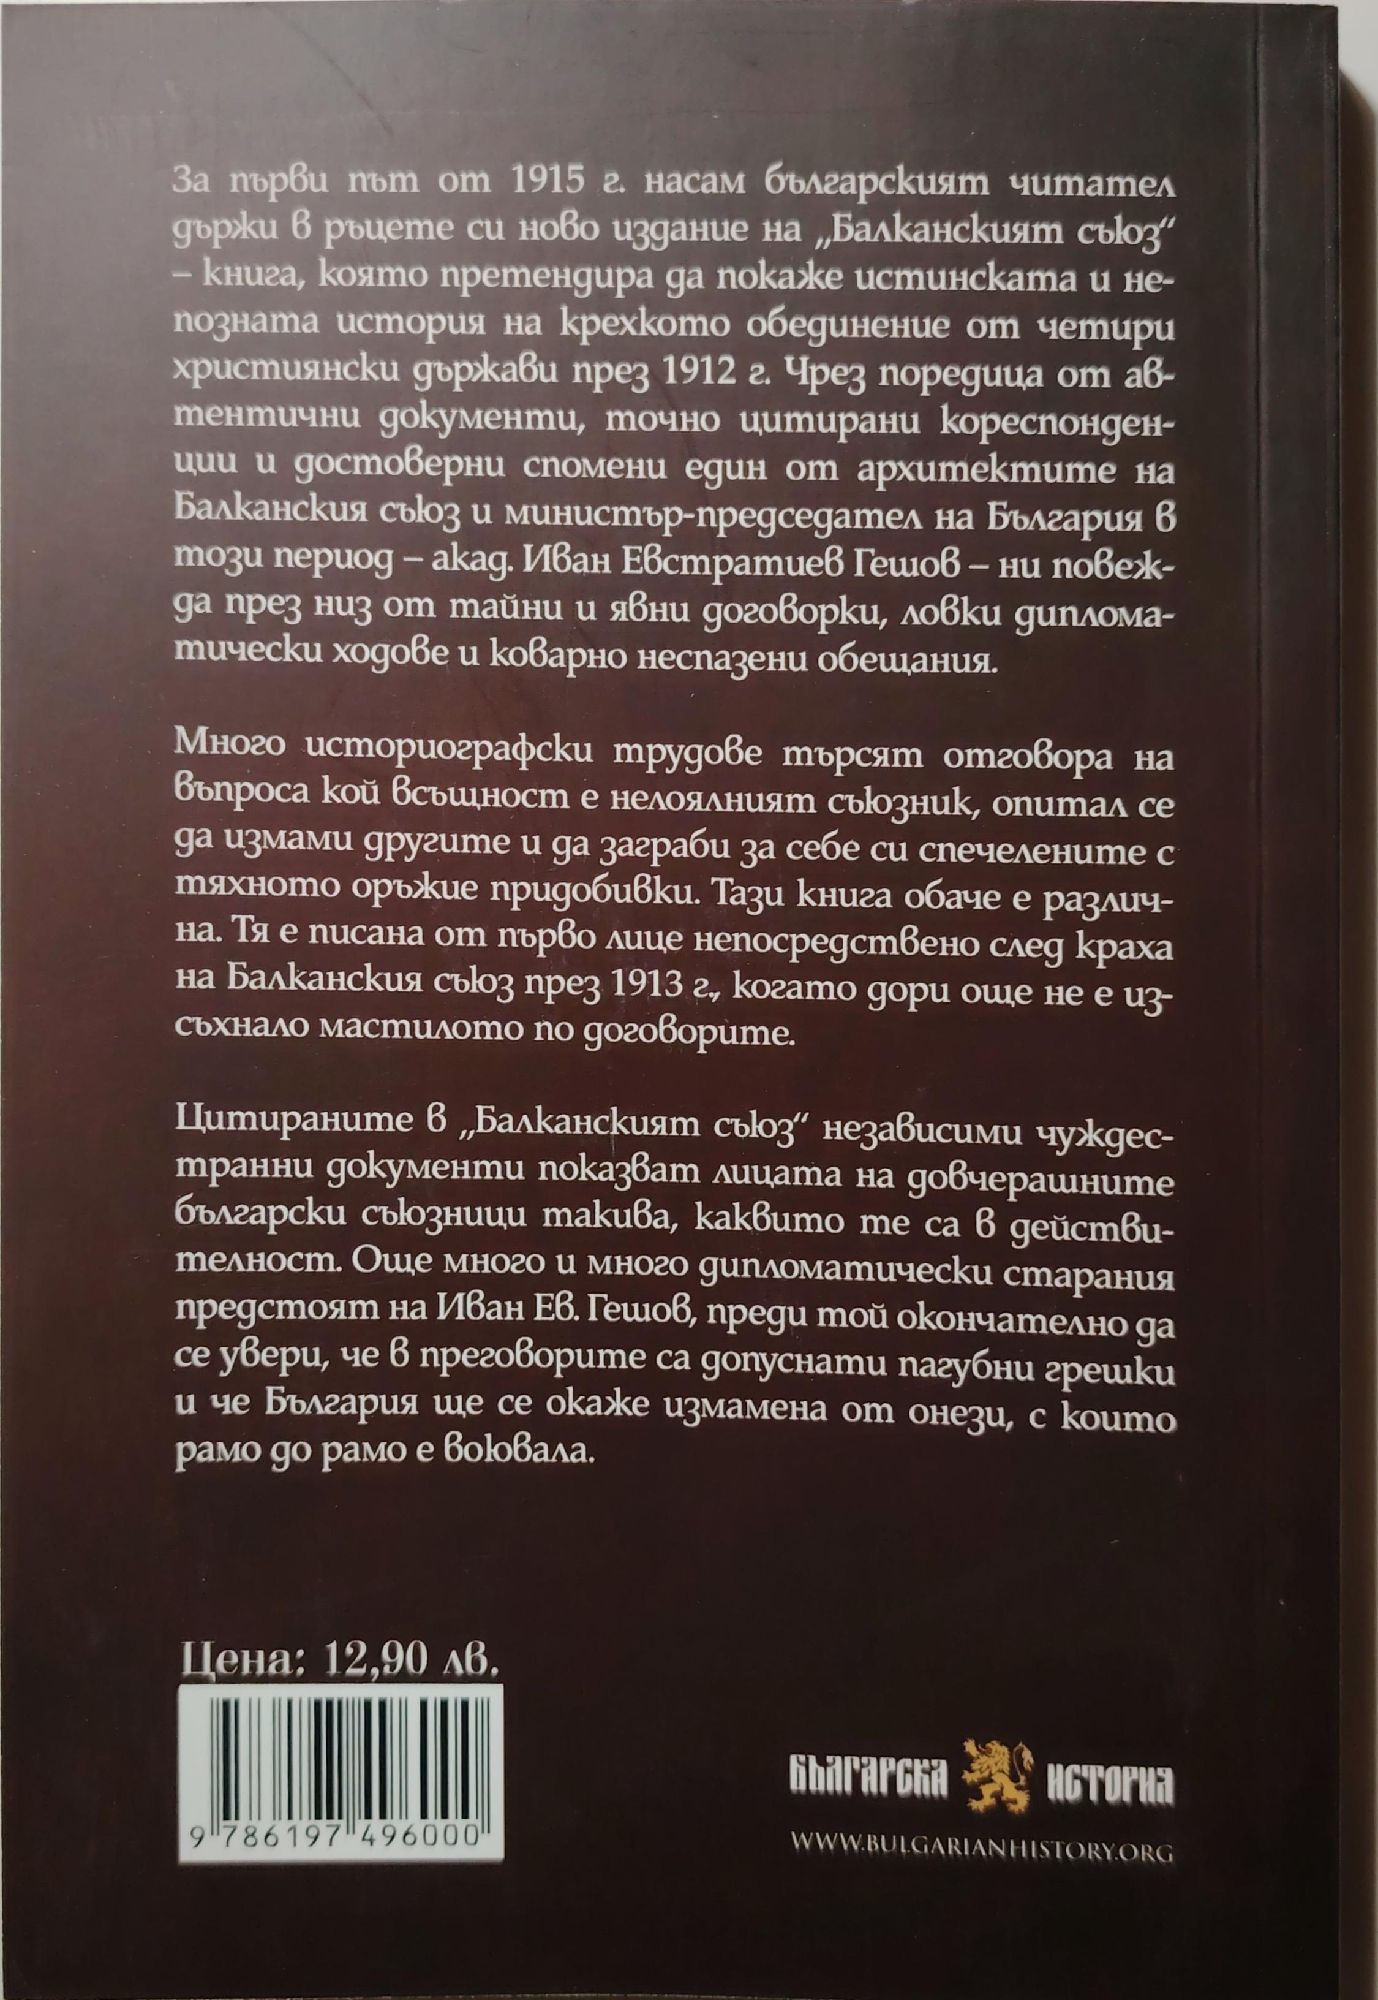 За първи път от 1915 г. насам българският читател
държи в ръцете си ново издание на „Балканският съюз“
– книга, която претендира да покаже истинската и не-
позната история на крехкото обединение от четири
християнски държави през 1912 г. Чрез поредица от ав-
тентични документи, точно цитирани кореспонден-
ции и достоверни спомени един от архитектите на
Балканския съюз и министър-председател на България в
този период – акад. Иван Евстратиев Гешов – ни повеж-
да през низ от тайни и явни договорки, ловки диплома-
тически ходове и коварно неспазени обещания.
Много историографски трудове търсят отговора на
въпроса кой всъщност е нелоялният съюзник, опитал се
да измами другите и да заграби за себе си спечелените с
тяхното оръжие придобивки. Тази книга обаче е различ-
на. Тя е писана от първо лице непосредствено след краха
на Балканския съюз през 1913 г., когато дори още не е из-
съхнало мастилото по договорите.
Цитираните в „Балканският съюз“ независими чуждес-
транни документи показват лицата на довчерашните
български съюзници такива, каквито те са в действи-
телност. Още много и много дипломатически старания
предстоят на Иван Ев. Гешов, преди той окончателно да
се увери, че в преговорите са допуснати пагубни грешки
и че България ще се окаже измамена от онези, с които
рамо до рамо е воювала.
Цена: 12,90 лв.
9 786197 496000
БЪЛГАРСКА ИСТОРИЯ
WWW.BULGARIANHISTORY.ORG